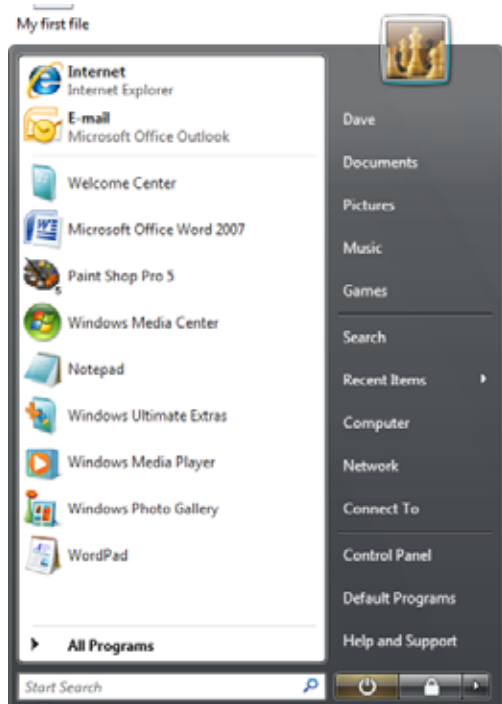 My first file
Internet
Internet Explorer
E-mail
Microsoft Office Outlook
Welcome Center
Microsoft Office Word 2007
Paint Shop Pro 5
Windows Media Center
Notepad
Windows Ultimate Extras
Windows Media Player
Windows Photo Gallery
WordPad
All Programs
Start Search
Dave
Documents
Pictures
Music
Games
Search
Recent Items
Computer
Network
Connect To
Control Panel
Default Programs
Help and Support